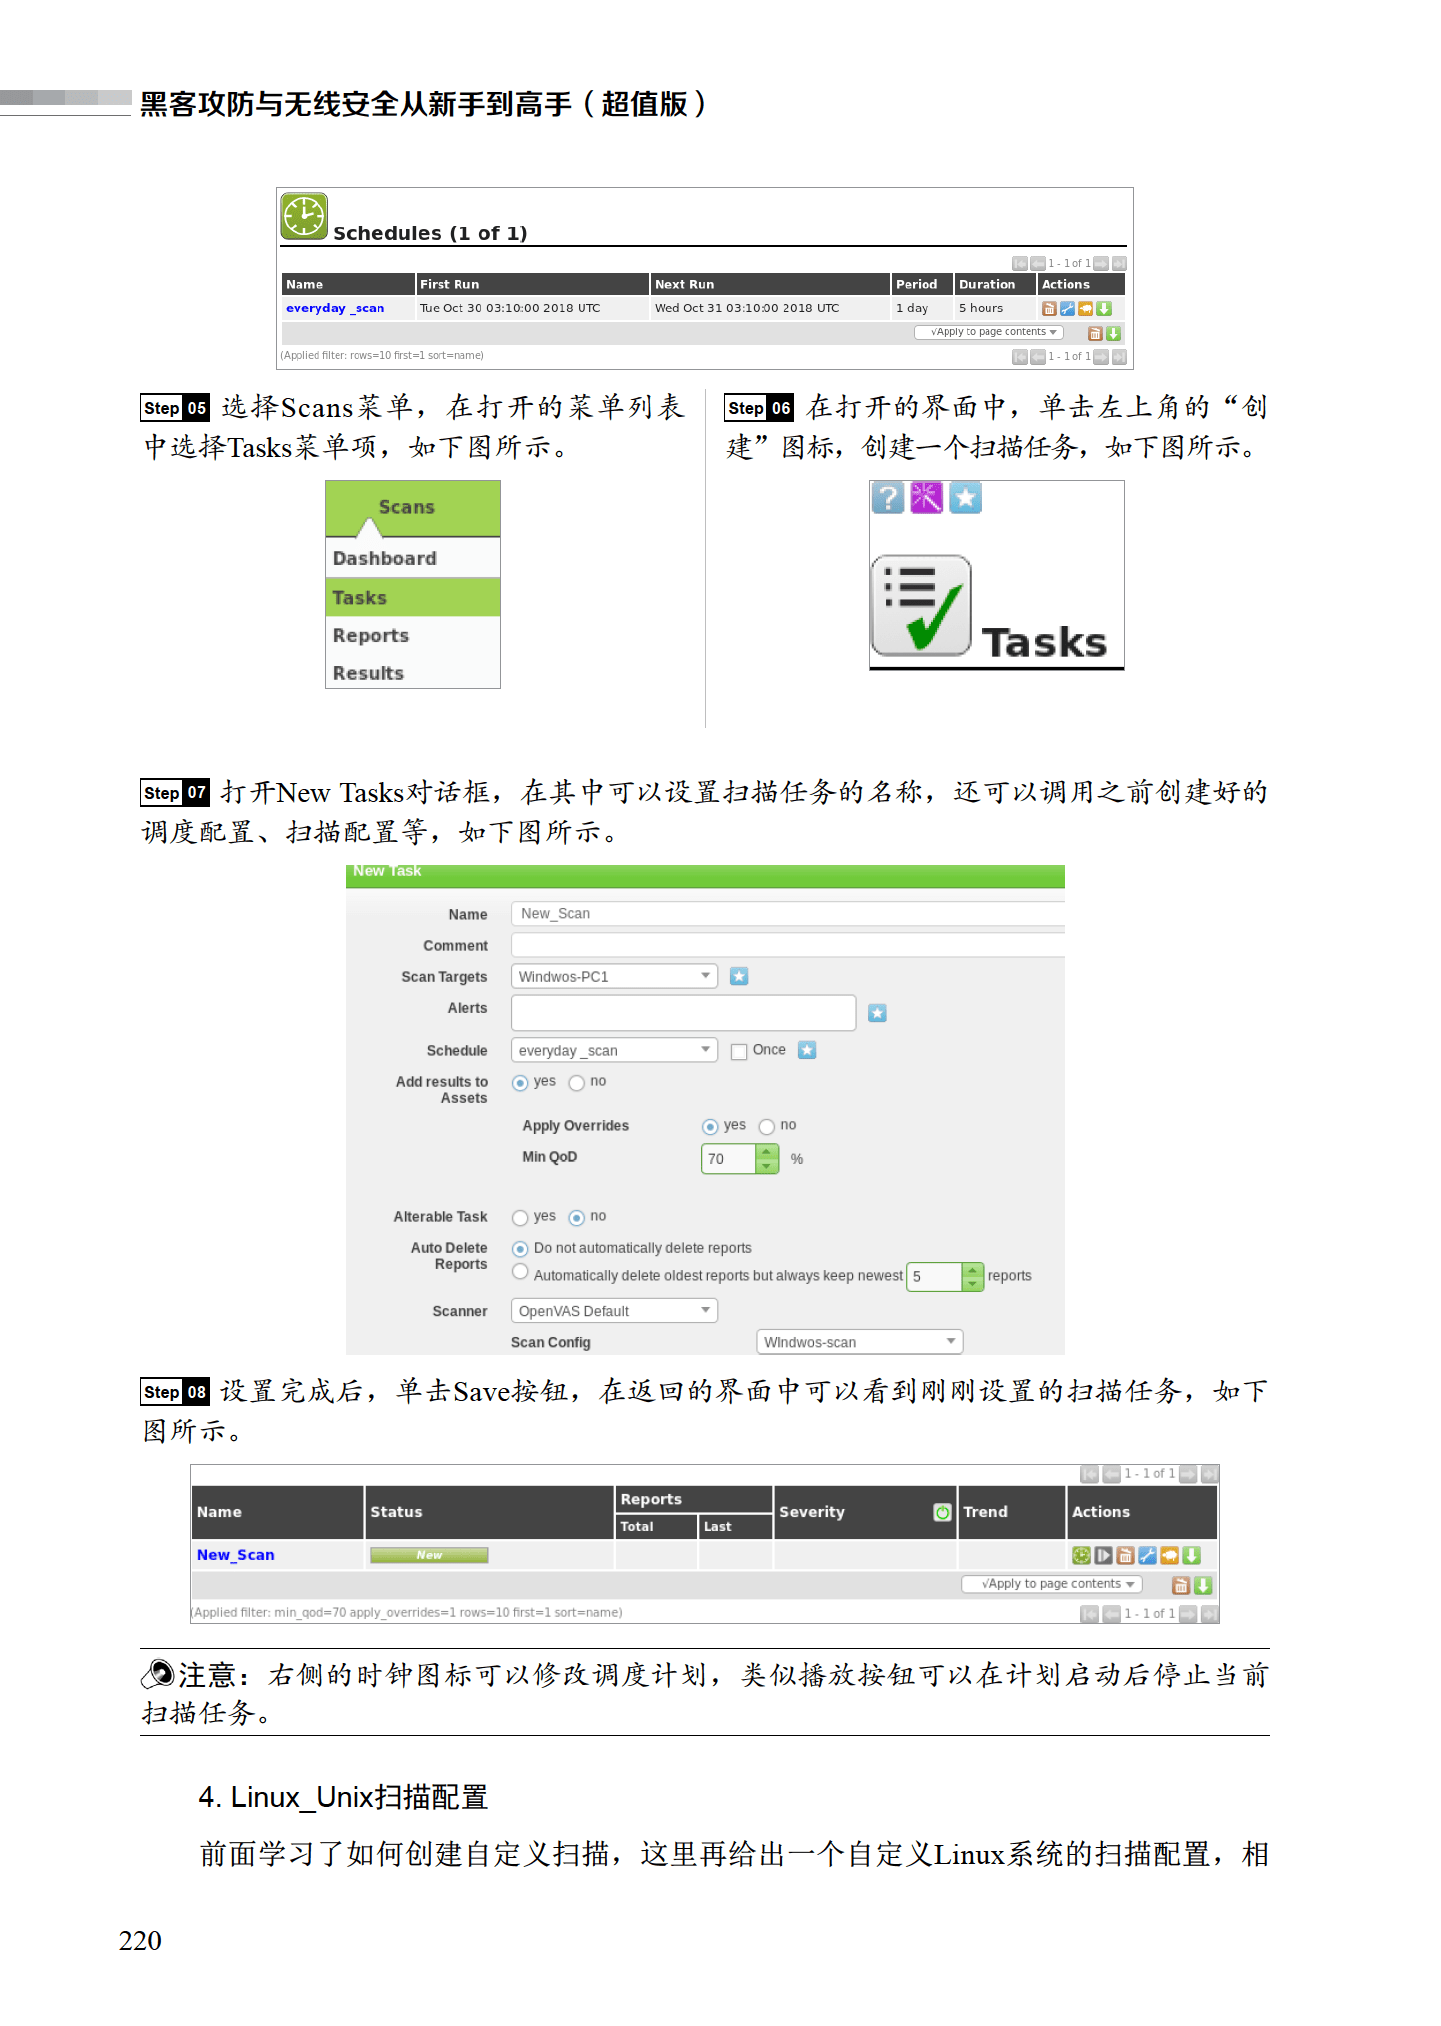 黑客攻防与无线安全从新手到高手（超值版）
Schedules (1 of 1)
1 - 1 of 1
Name First Run Next Run Period Duration Actions
everyday _scan Tue Oct 30 03:10:00 2018 UTC Wed Oct 31 03:10:00 2018 UTC 1 day 5 hours
√Apply to page contents
(Applied filter: rows=10 first=1 sort=name) 1 - 1 of 1
Step 05 选择Scans菜单，在打开的菜单列表
中选择Tasks菜单项，如下图所示。
Scans
Dashboard
Tasks
Reports
Results
Step 06 在打开的界面中，单击左上角的“创
建”图标，创建一个扫描任务，如下图所示。
Tasks
Step 07 打开New Tasks对话框，在其中可以设置扫描任务的名称，还可以调用之前创建好的
调度配置、扫描配置等，如下图所示。
New Task
Name New_Scan
Comment
Scan Targets Windwos-PC1
Alerts
Schedule everyday _scan Once
Add results to yes no
Assets
Apply Overrides yes no
Min QoD 70 %
Alterable Task yes no
Auto Delete Do not automatically delete reports
Reports
Automatically delete oldest reports but always keep newest 5 reports
Scanner OpenVAS Default
Scan Config WIndwos-scan
Step 08 设置完成后，单击Save按钮，在返回的界面中可以看到刚刚设置的扫描任务，如下
图所示。
1 - 1 of 1
Name Status Reports Severity Trend Actions
Total Last
New_Scan New
√Apply to page contents
(Applied filter: min_qod=70 apply_overrides=1 rows=10 first=1 sort=name) 1 - 1 of 1
注意：右侧的时钟图标可以修改调度计划，类似播放按钮可以在计划启动后停止当前
扫描任务。
4. Linux_Unix扫描配置
前面学习了如何创建自定义扫描，这里再给出一个自定义Linux系统的扫描配置，相
220